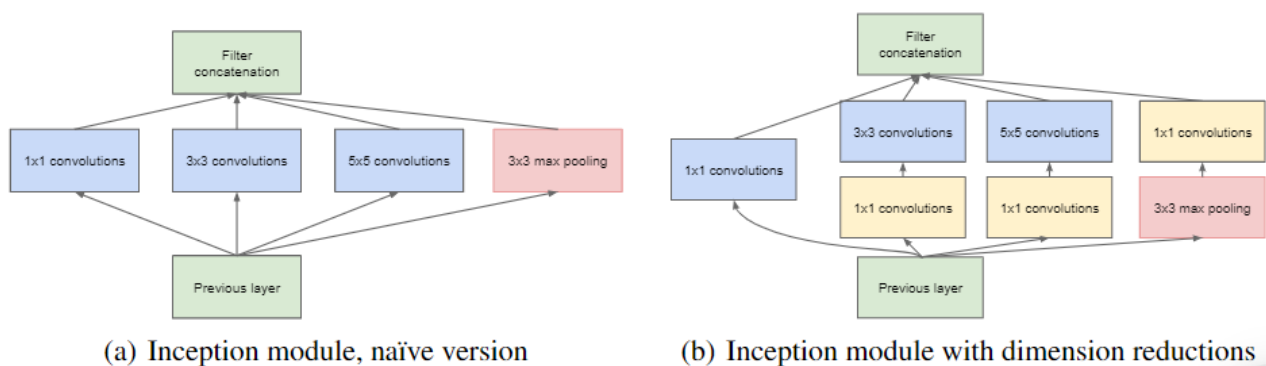 Filter
concatenation
1x1 convolutions
3x3 convolutions
5x5 convolutions
3x3 max pooling
Previous layer
(a) Inception module, naïve version
Filter
concatenation
3x3 convolutions
5x5 convolutions
1x1 convolutions
1x1 convolutions
1x1 convolutions
1x1 convolutions
3x3 max pooling
Previous layer
(b) Inception module with dimension reductions